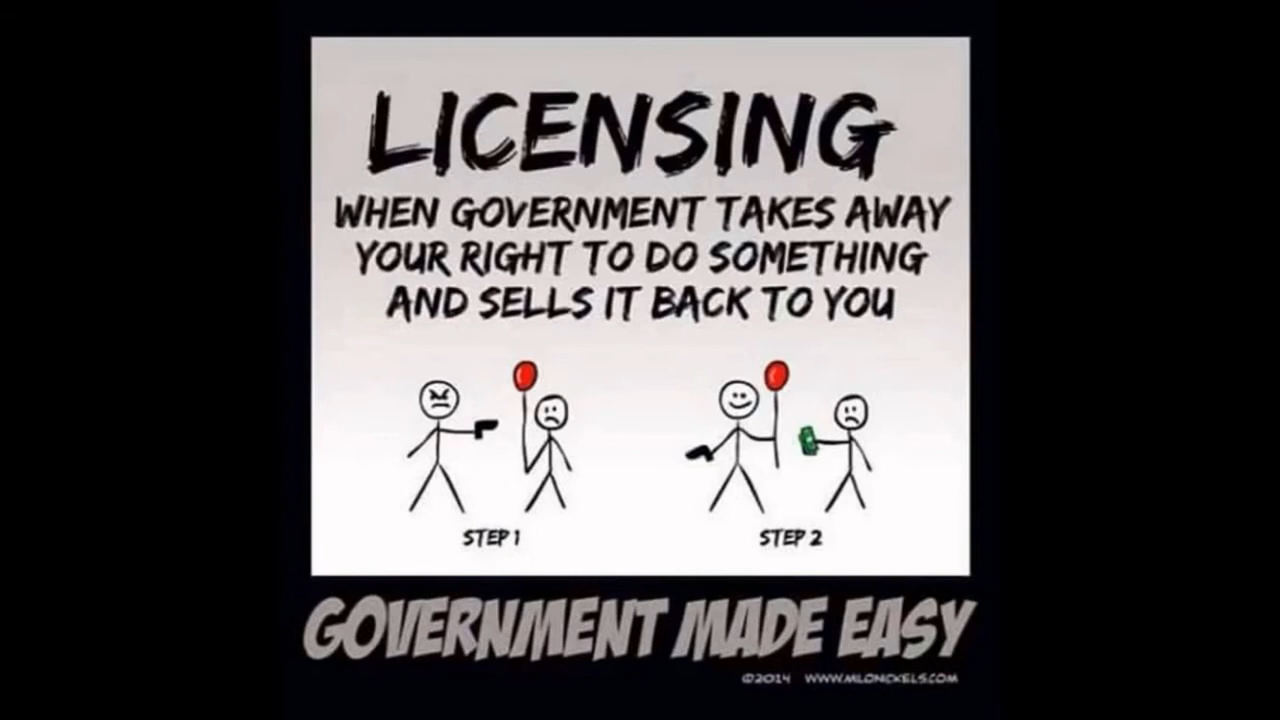 LICENSING
WHEN GOVERNMENT TAKES AWAY
YOUR RIGHT TO DO SOMETHING
AND SELLS IT BACK TO YOU
STEP 1
STEP 2
GOVERNMENT MADE EASY
©2014 WWW.MILONICKELS.COM